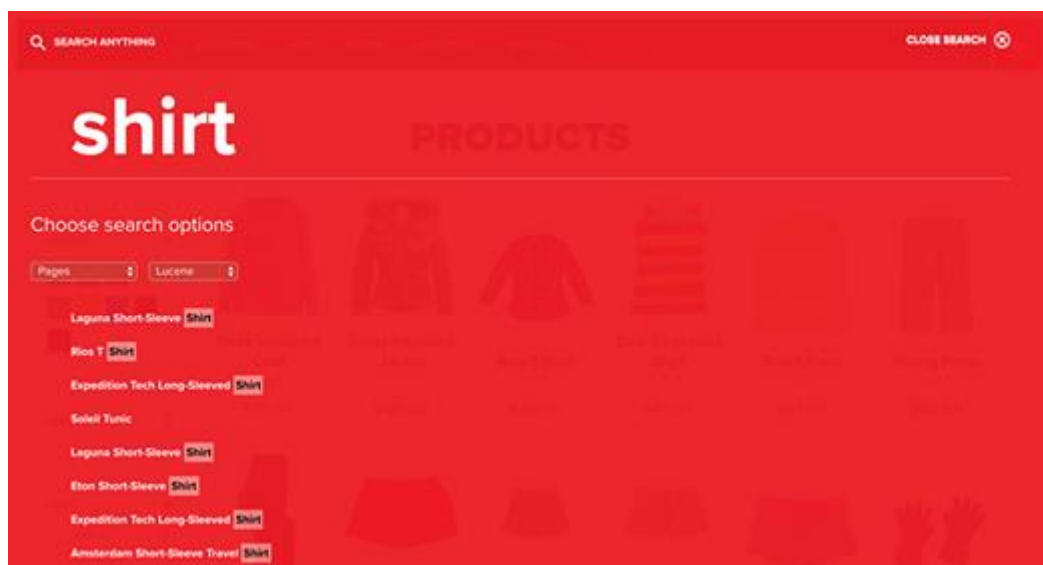 SEARCH ANYTHING
CLOSE SEARCH
shirt
PRODUCTS
Choose search options
Pages
Lucene
Laguna Short-Sleeve Shirt
Rios T Shirt
Expedition Tech Long-Sleeved Shirt
Soleil Tunic
Laguna Short-Sleeve Shirt
Eton Short-Sleeve Shirt
Expedition Tech Long-Sleeved Shirt
Amsterdam Short-Sleeve Travel Shirt